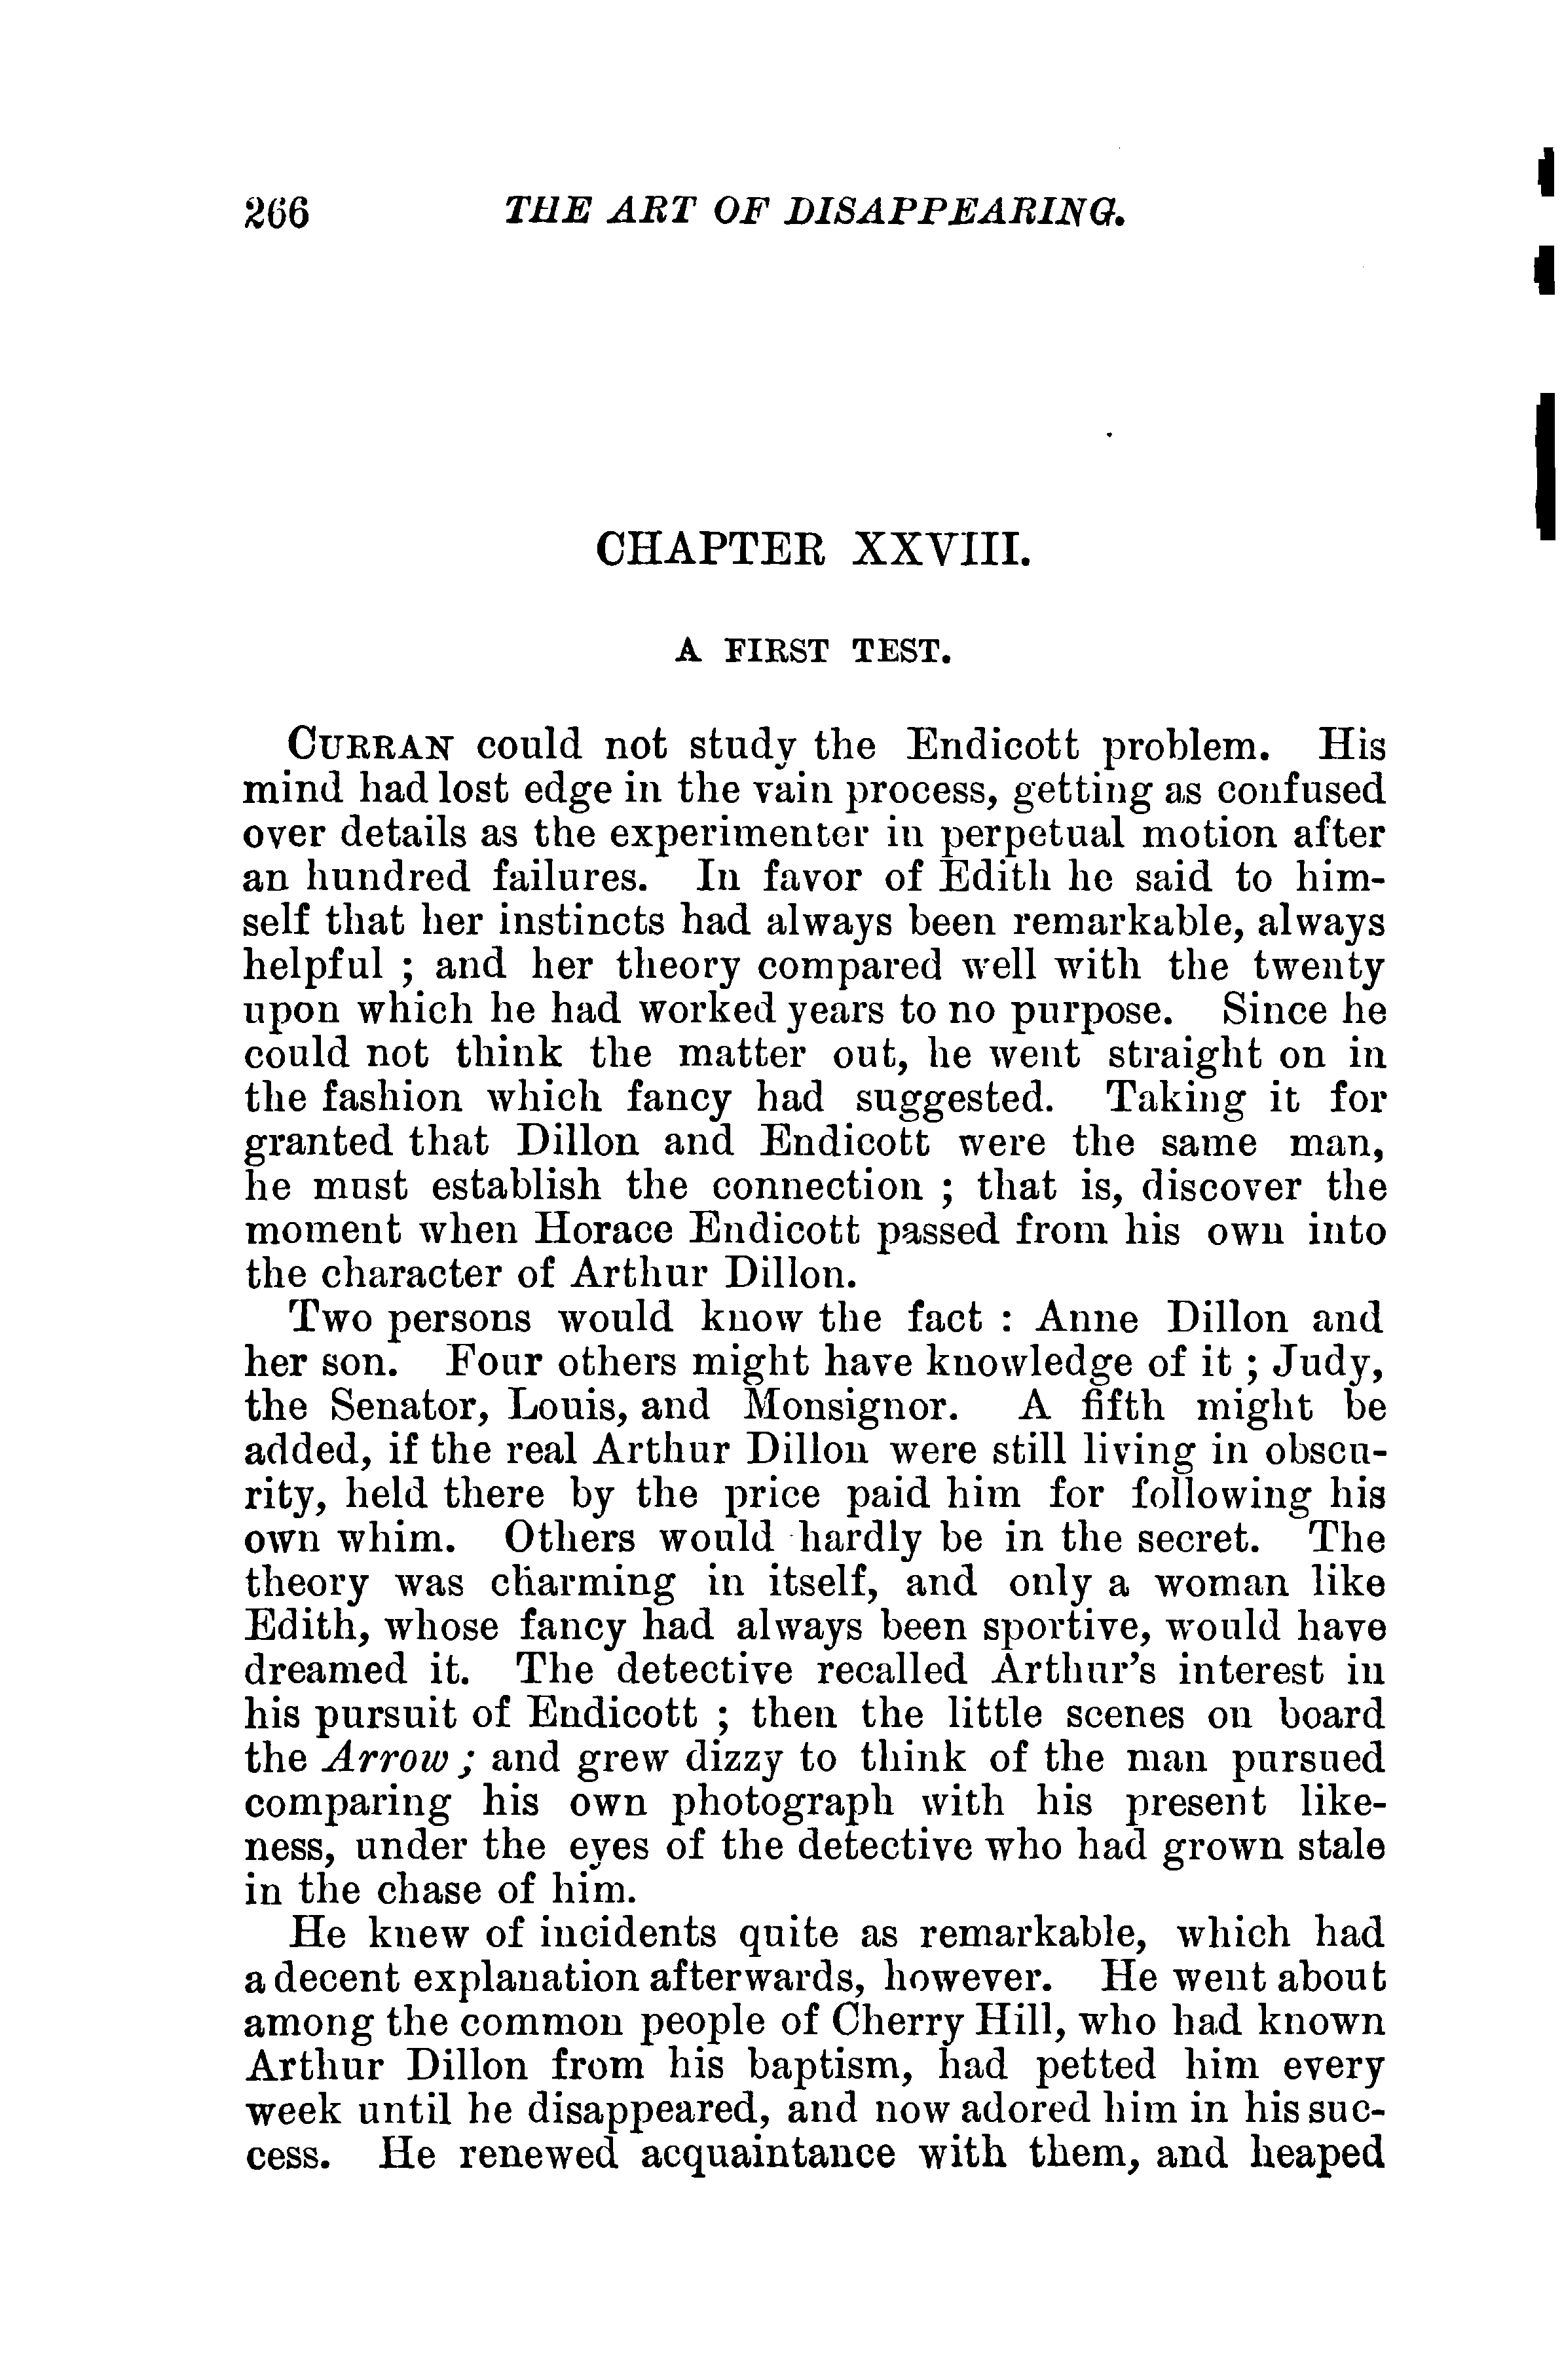 266 THE ART OF DISAPPEARING.
CHAPTER XXVIII.
A FIRST TEST.
CURRAN could not study the Endicott problem. His
mind had lost edge in the vain process, getting as confused
over details as the experimenter in perpetual motion after
an hundred failures. In favor of Edith he said to him-
self that her instincts had always been remarkable, always
helpful ; and her theory compared well with the twenty
upon which he had worked years to no purpose. Since he
could not think the matter out, he went straight on in
the fashion which fancy had suggested. Taking it for
granted that Dillon and Endicott were the same man,
he must establish the connection ; that is, discover the
moment when Horace Endicott passed from his own into
the character of Arthur Dillon.
Two persons would know the fact : Anne Dillon and
her son. Four others might have knowledge of it ; Judy,
the Senator, Louis, and Monsignor. A fifth might be
added, if the real Arthur Dillon were still living in obscu-
rity, held there by the price paid him for following his
own whim. Others would hardly be in the secret. The
theory was charming in itself, and only a woman like
Edith, whose fancy had always been sportive, would have
dreamed it. The detective recalled Arthur's interest in
his pursuit of Endicott ; then the little scenes on board
the Arrow ; and grew dizzy to think of the man pursued
comparing his own photograph with his present like-
ness, under the eyes of the detective who had grown stale
in the chase of him.
He knew of incidents quite as remarkable, which had
a decent explanation afterwards, however. He went about
among the common people of Cherry Hill, who had known
Arthur Dillon from his baptism, had petted him every
week until he disappeared, and now adored him in his suc-
cess. He renewed acquaintance with them, and heaped